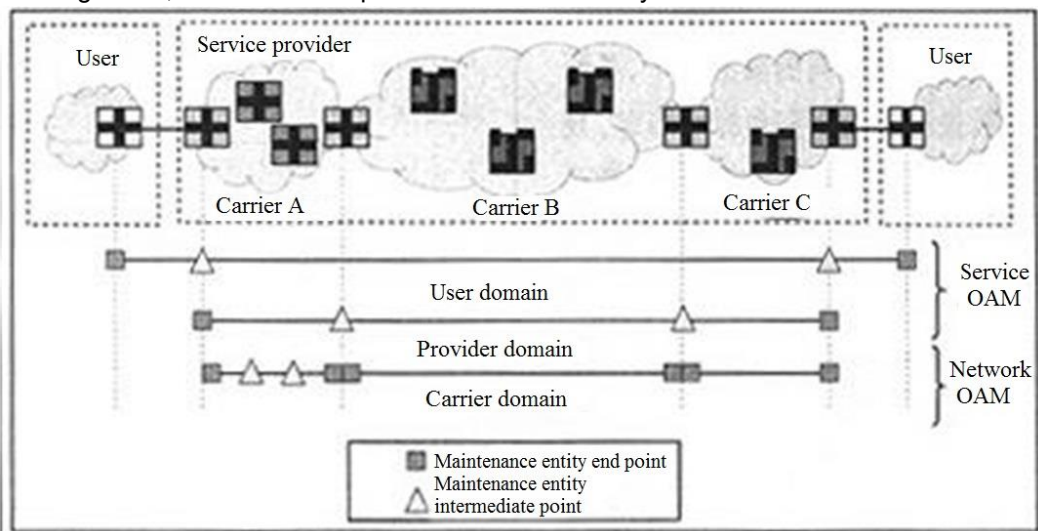 User
Service provider
User
Carrier A
Carrier B
Carrier C
User domain
Service
OAM
Provider domain
Carrier domain
Network
OAM
Maintenance entity end point
Maintenance entity
intermediate point